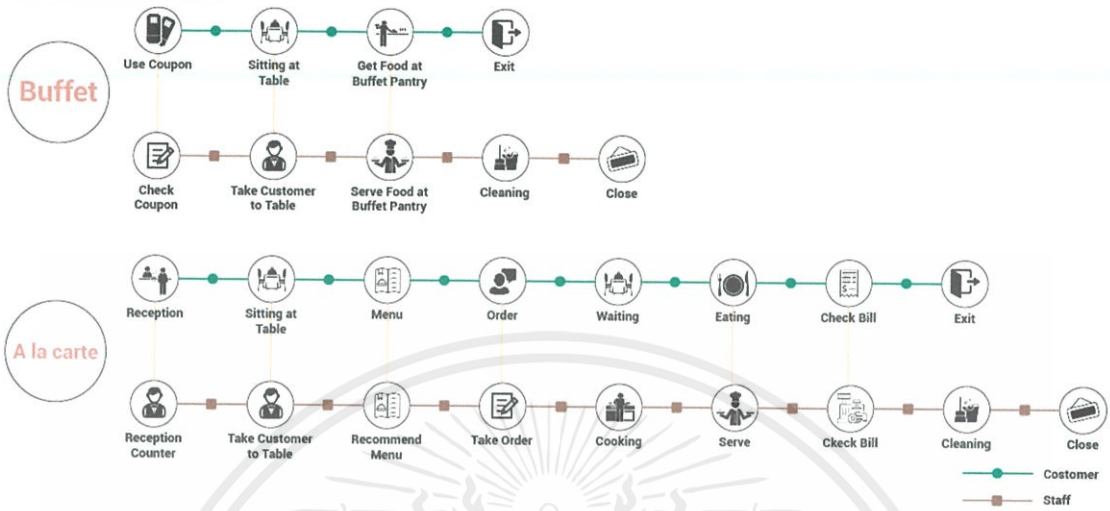 Buffet
Use Coupon
Sitting at
Table
Get Food at
Buffet Pantry
Exit
Check
Coupon
Take Customer
to Table
Serve Food at
Buffet Pantry
Cleaning
Close
A la carte
Reception
Sitting at
Table
Menu
Order
Waiting
Eating
Check Bill
Exit
Reception
Counter
Take Customer
to Table
Recommend
Menu
Take Order
Cooking
Serve
Ckeck Bill
Cleaning
Close
Costomer
Staff